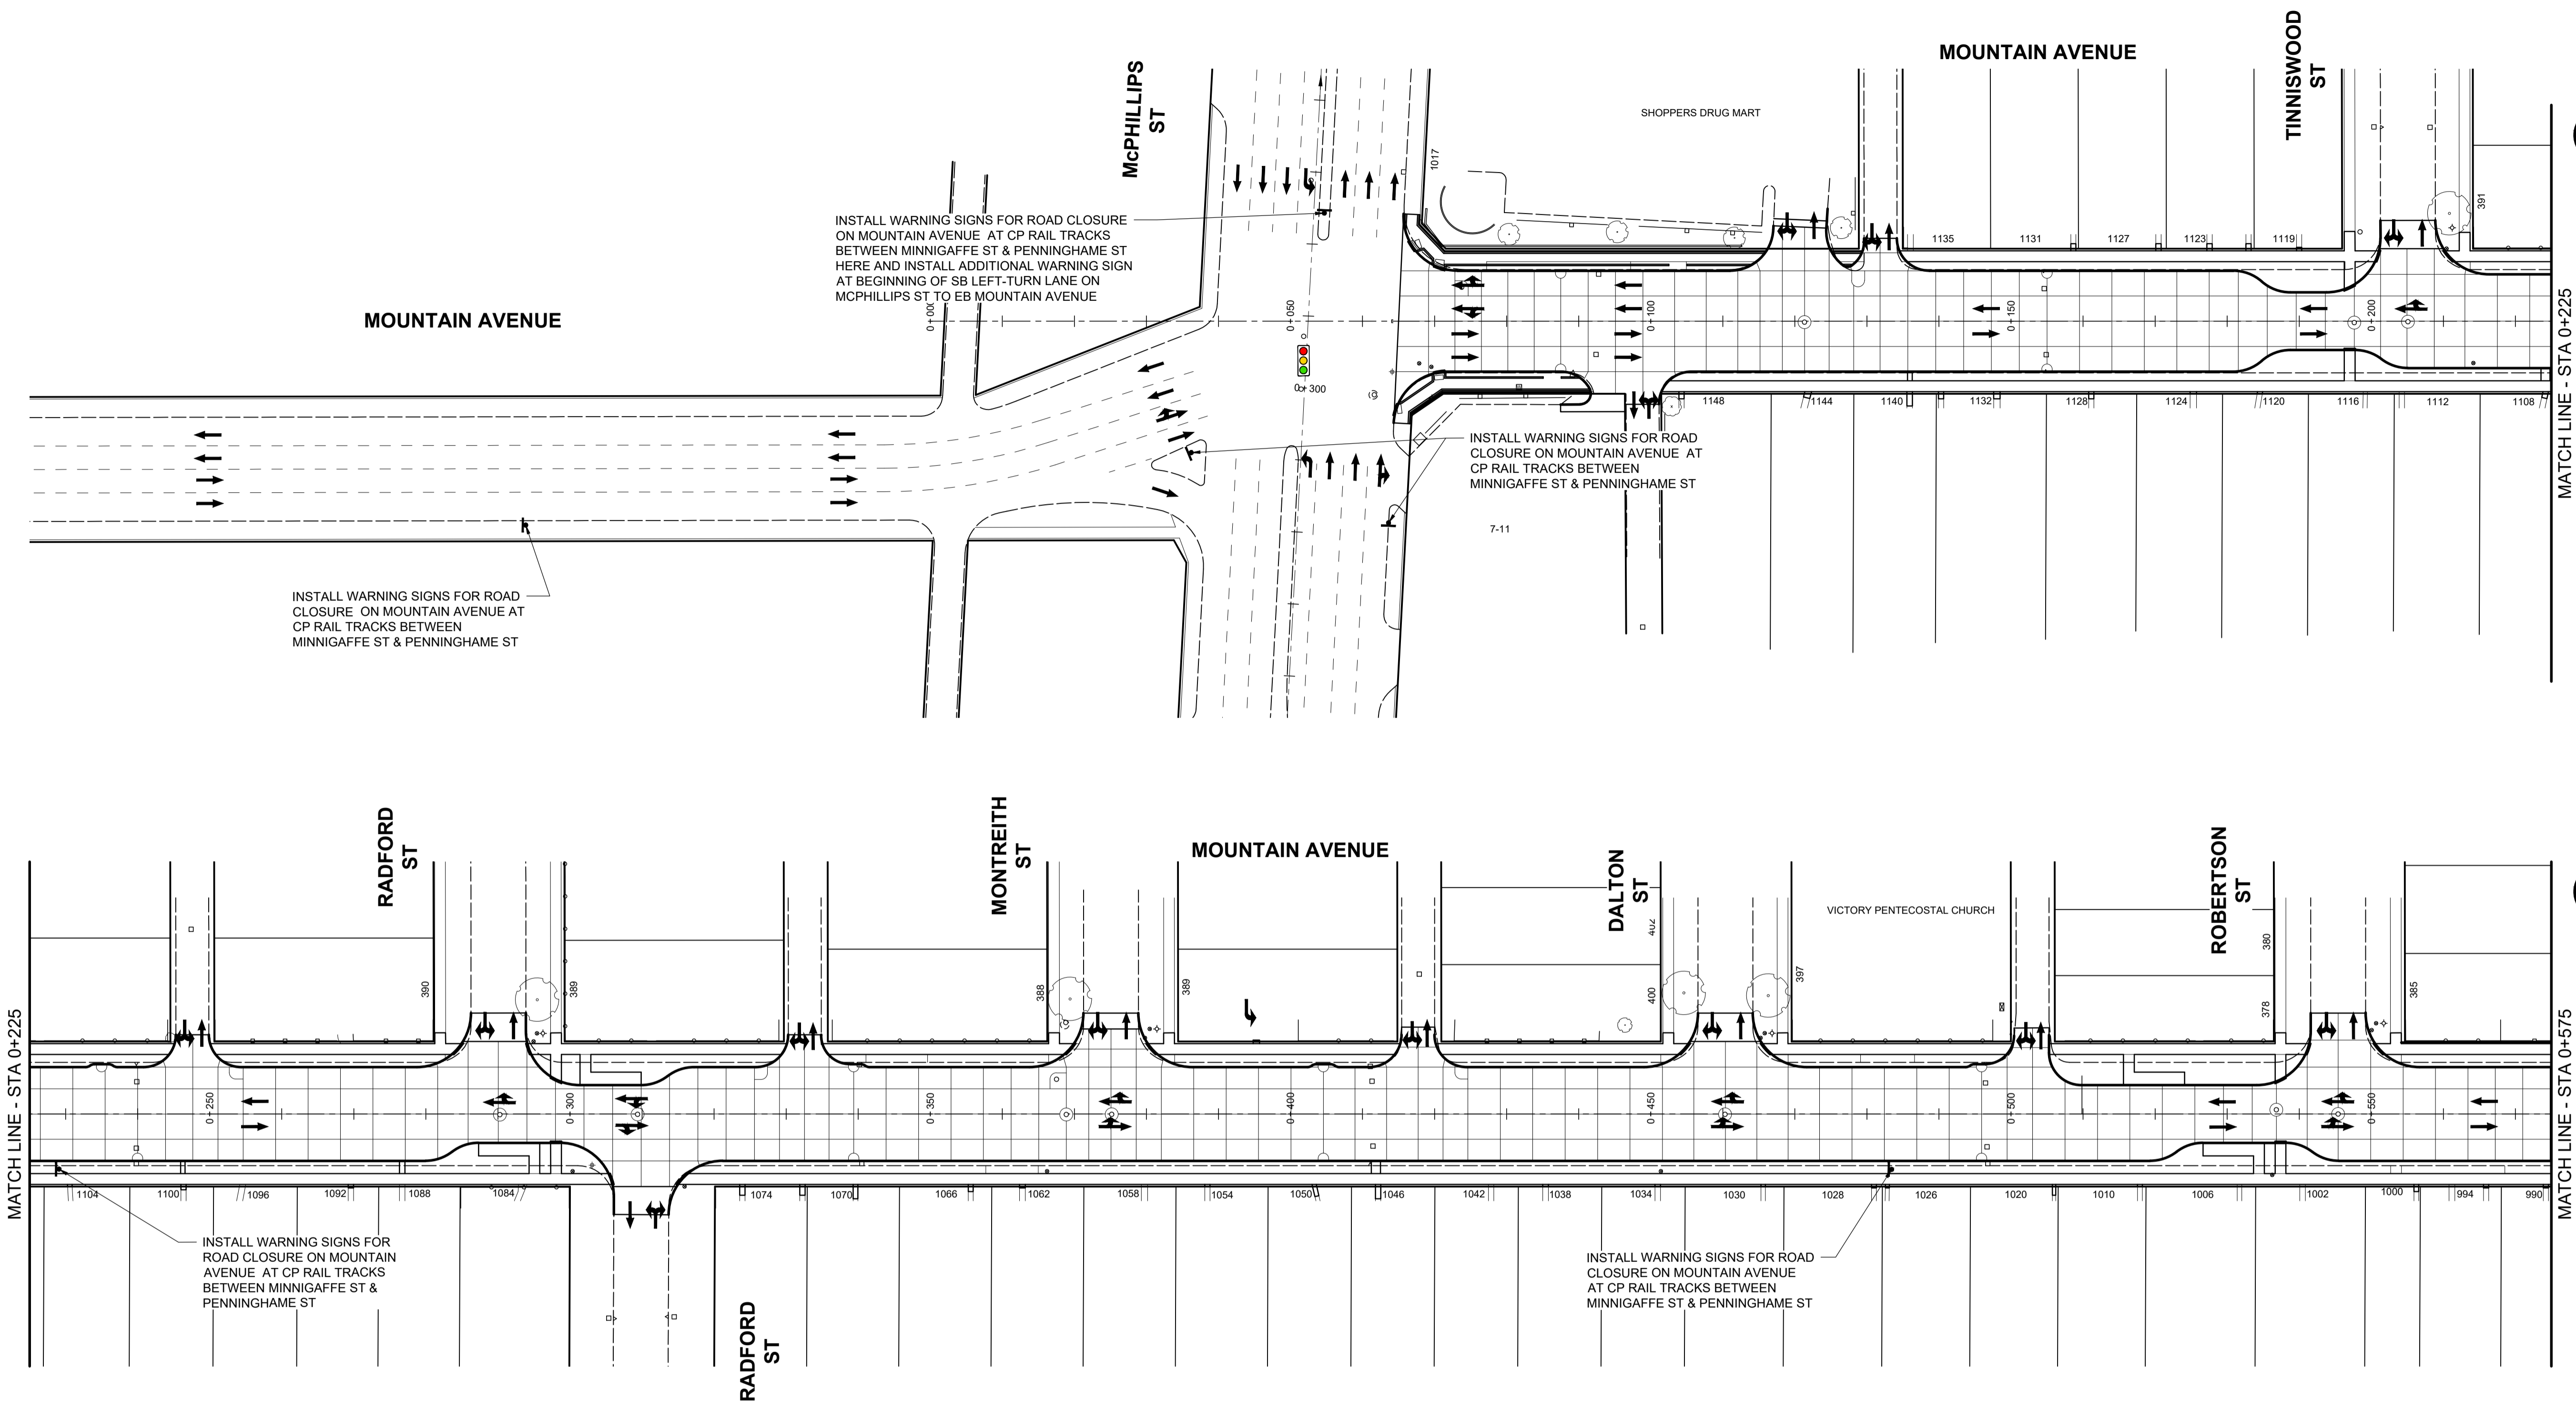 MOUNTAIN AVENUE
McPHILLIPS
ST
TINNISWOOD
ST
SHOPPERS DRUG MART
1017
391
INSTALL WARNING SIGNS FOR ROAD CLOSURE
ON MOUNTAIN AVENUE AT CP RAIL TRACKS
BETWEEN MINNIGAFFE ST & PENNINGHAME ST
HERE AND INSTALL ADDITIONAL WARNING SIGN
AT BEGINNING OF SB LEFT-TURN LANE ON
MCPHILLIPS ST TO EB MOUNTAIN AVENUE
1135
1131
1127
1123
1119
MOUNTAIN AVENUE
0+000
0+050
0+100
0+150
0+200
0+300
MATCH LINE - STA 0+225
1148
1144
1140
1132
1128
1124
1120
1116
1112
1108
INSTALL WARNING SIGNS FOR ROAD
CLOSURE ON MOUNTAIN AVENUE AT
CP RAIL TRACKS BETWEEN
MINNIGAFFE ST & PENNINGHAME ST
7-11
INSTALL WARNING SIGNS FOR ROAD
CLOSURE ON MOUNTAIN AVENUE AT
CP RAIL TRACKS BETWEEN
MINNIGAFFE ST & PENNINGHAME ST
RADFORD
ST
MONTREITH
ST
MOUNTAIN AVENUE
DALTON
ST
ROBERTSON
ST
VICTORY PENTECOSTAL CHURCH
402
380
390
389
388
389
400
397
378
385
MATCH LINE - STA 0+225
0+250
0+300
0+350
0+400
0+450
0+500
0+550
MATCH LINE - STA 0+575
1104
1100
1096
1092
1088
1084
1074
1070
1066
1062
1058
1054
1050
1046
1042
1038
1034
1030
1028
1026
1020
1010
1006
1002
1000
994
990
INSTALL WARNING SIGNS FOR
ROAD CLOSURE ON MOUNTAIN
AVENUE AT CP RAIL TRACKS
BETWEEN MINNIGAFFE ST &
PENNINGHAME ST
INSTALL WARNING SIGNS FOR ROAD
CLOSURE ON MOUNTAIN AVENUE
AT CP RAIL TRACKS BETWEEN
MINNIGAFFE ST & PENNINGHAME ST
RADFORD
ST